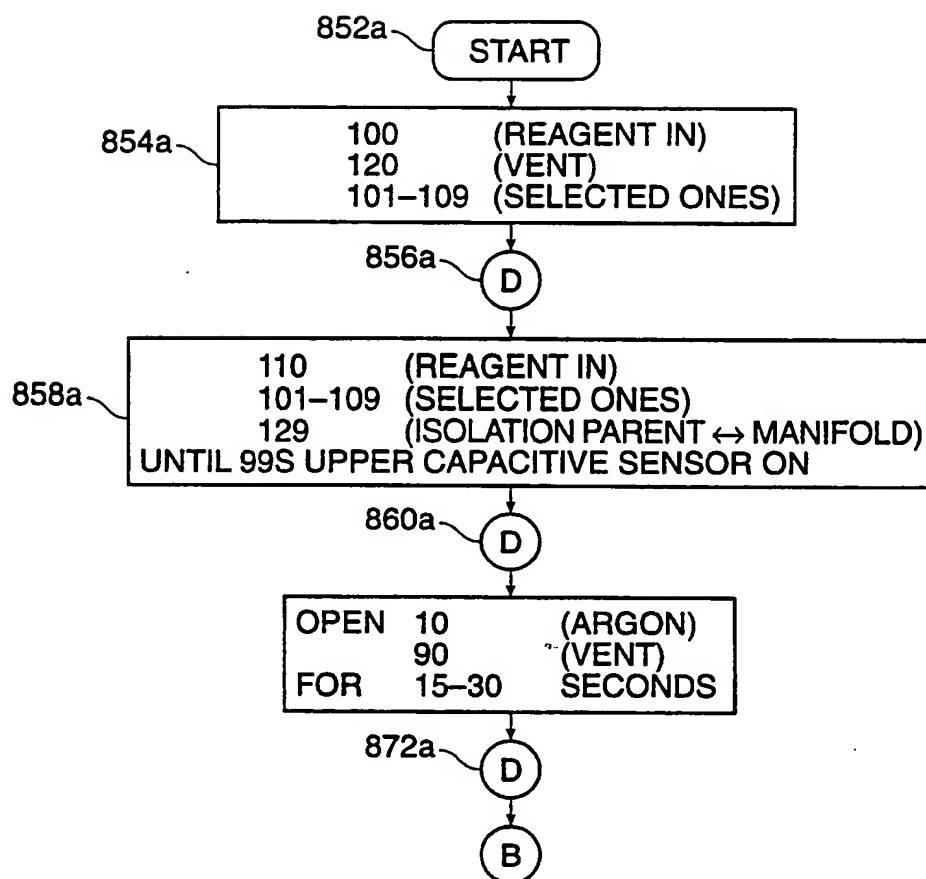 852a
START
854a
100 (REAGENT IN)
120 (VENT)
101–109 (SELECTED ONES)
856a
D
858a
110 (REAGENT IN)
101–109 (SELECTED ONES)
129 (ISOLATION PARENT ↔ MANIFOLD)
UNTIL 99S UPPER CAPACITIVE SENSOR ON
860a
D
OPEN 10 (ARGON)
90 (VENT)
FOR 15–30 SECONDS
872a
D
B